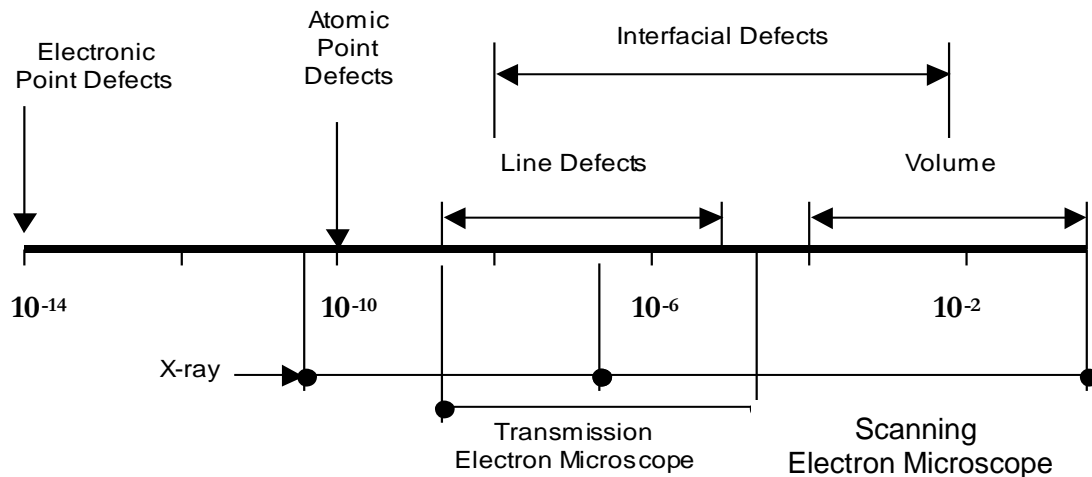 Electronic
Point Defects
Atomic
Point
Defects
Interfacial Defects
Line Defects
Volume
10-14
10-10
10-6
10-2
X-ray
Transmission
Electron Microscope
Scanning
Electron Microscope